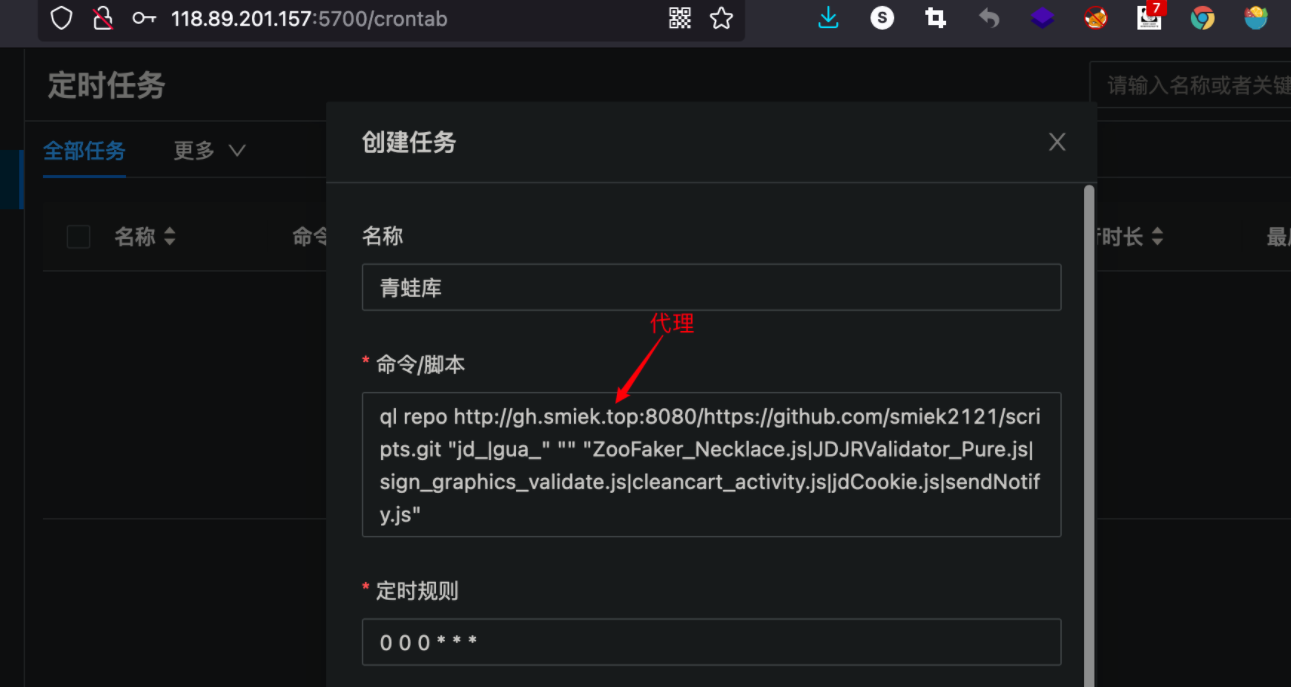 118.89.201.157:5700/crontab
S
7
定时任务
请输入名称或者关键
创建任务
全部任务 更多
名称 命令
行时长
最后
名称
青蛙库
代理
* 命令/脚本
ql repo http://gh.smiek.top:8080/https://github.com/smiek2121/scri
pts.git "jd_|gua_" "" "ZooFaker_Necklace.js|JDJRValidator_Pure.js|
sign_graphics_validate.js|cleancart_activity.js|jdCookie.js|sendNotif
y.js"
* 定时规则
0 0 0 * * *